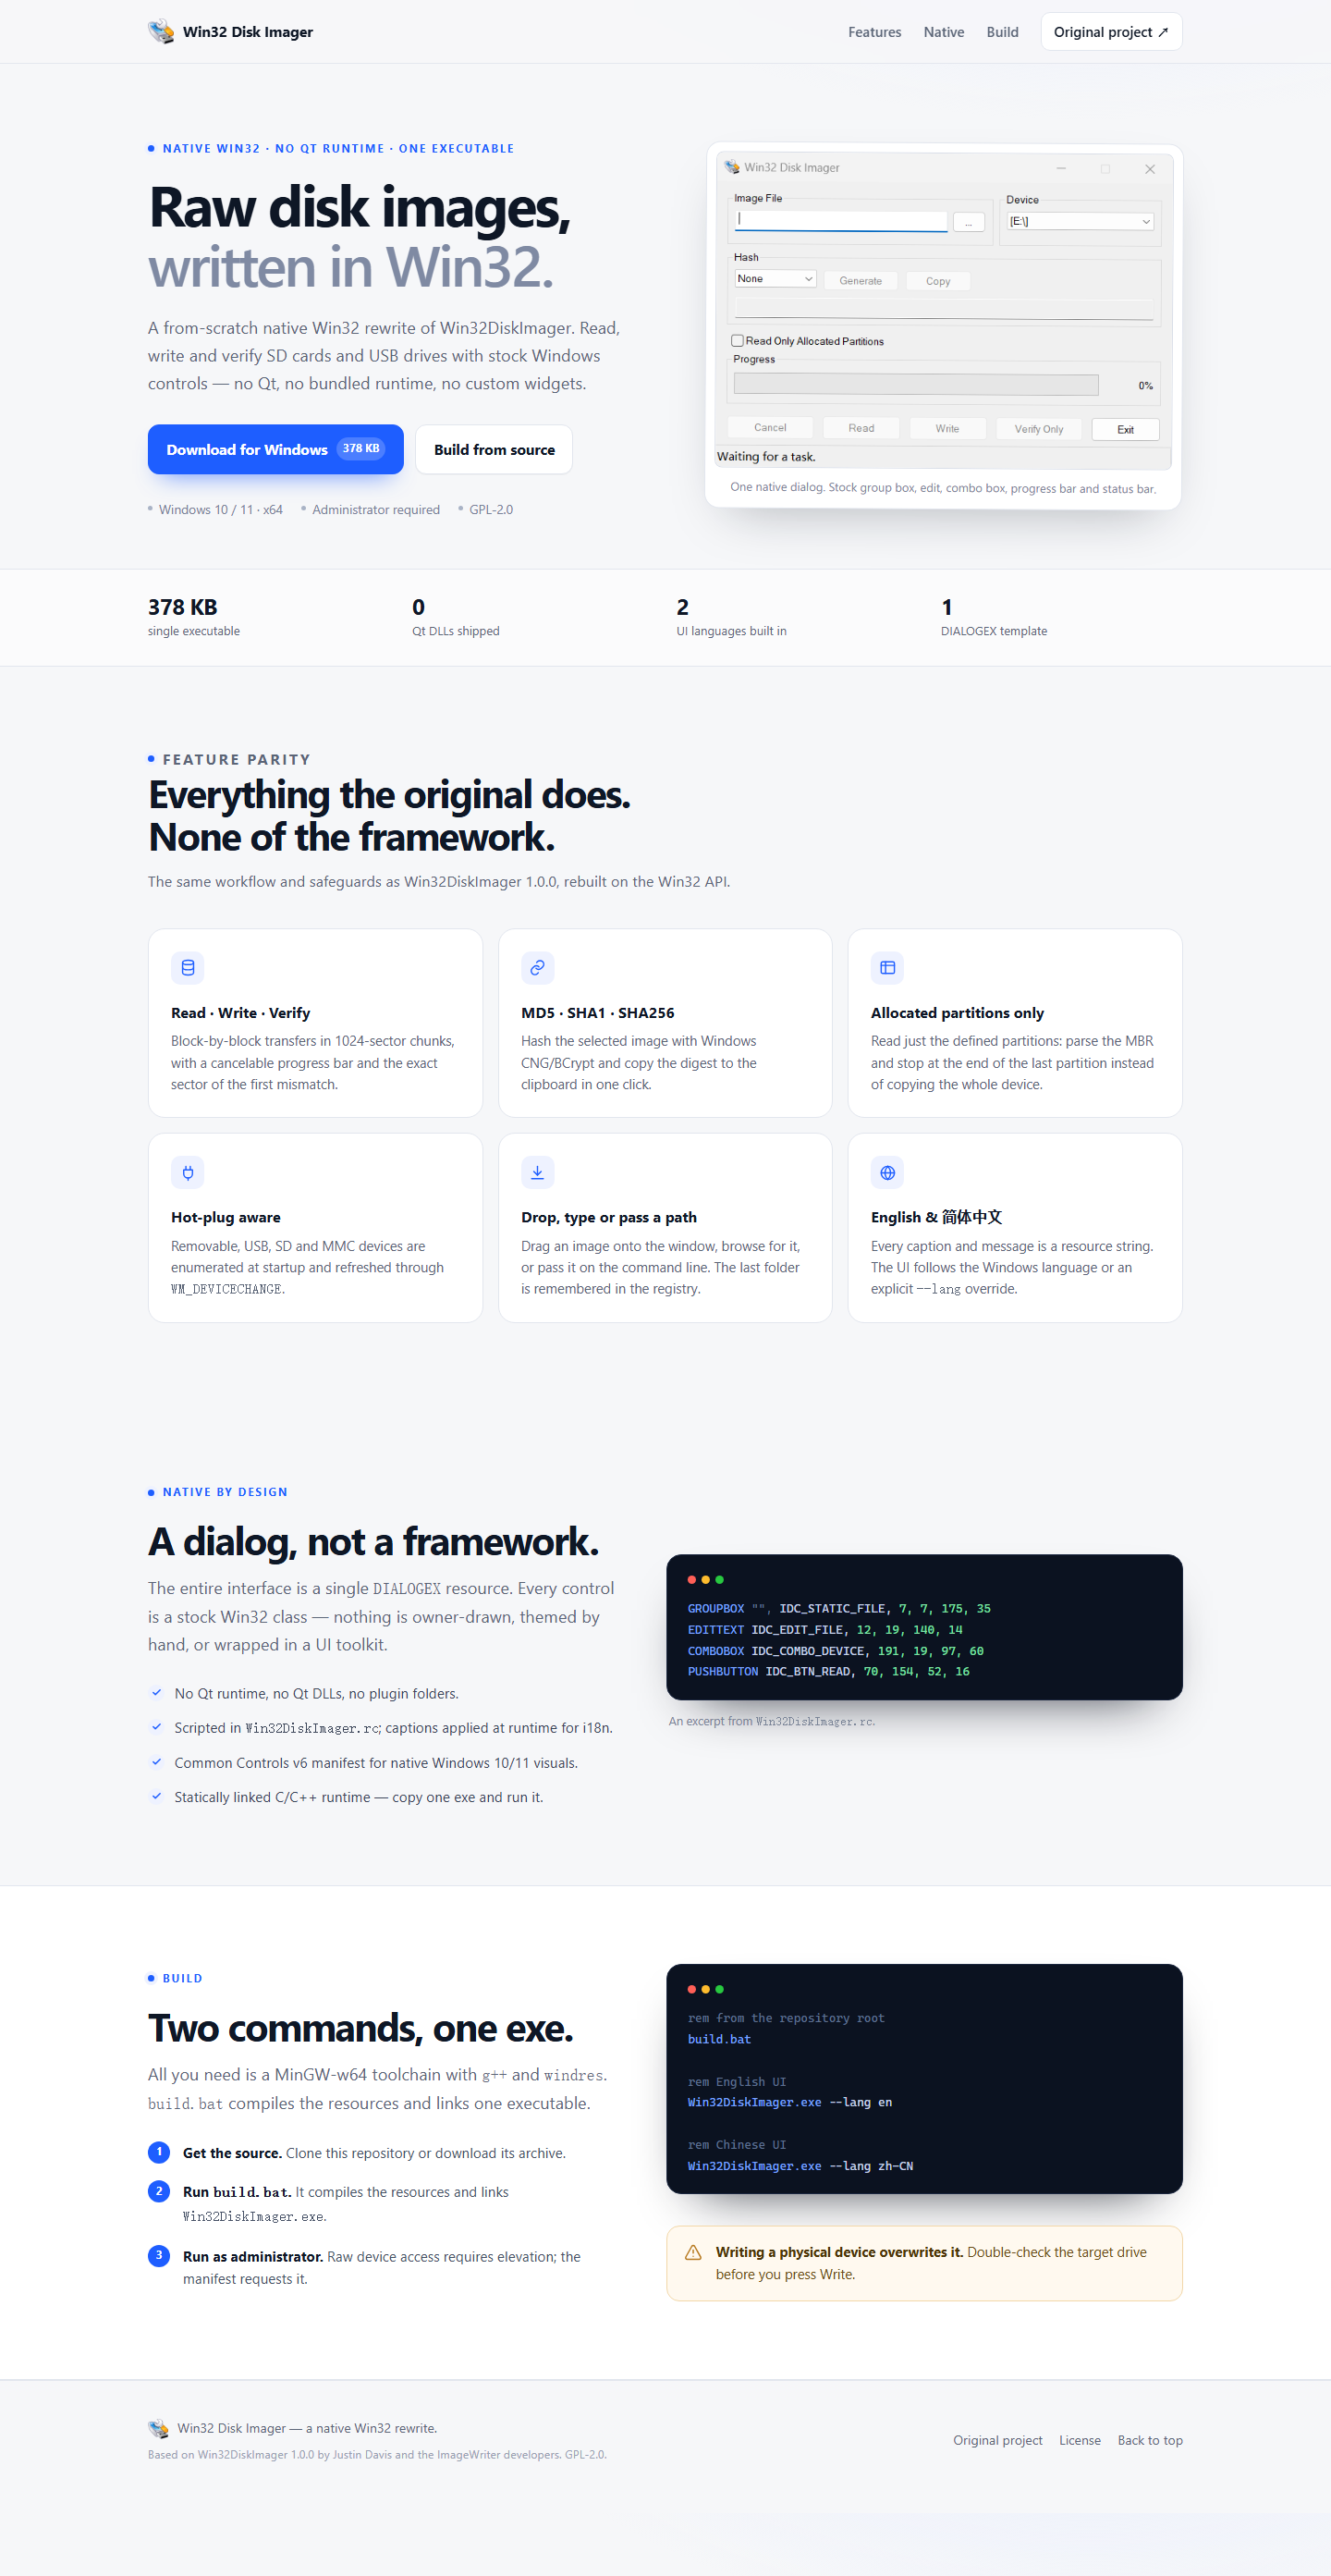 Win32 Disk Imager
Features
Native
Build
Original project ↗
NATIVE WIN32 · NO QT RUNTIME · ONE EXECUTABLE
Raw disk images,
written in Win32.
A from-scratch native Win32 rewrite of Win32DiskImager. Read,
write and verify SD cards and USB drives with stock Windows
controls — no Qt, no bundled runtime, no custom widgets.
Download for Windows 378 KB
Build from source
Windows 10 / 11 · x64
Administrator required
GPL-2.0
Win32 Disk Imager
Image File
Device
...
[E:\]
Hash
None
Generate
Copy
Read Only Allocated Partitions
Progress
0%
Cancel
Read
Write
Verify Only
Exit
Waiting for a task.
One native dialog. Stock group box, edit, combo box, progress bar and status bar.
378 KB
single executable
0
Qt DLLs shipped
2
UI languages built in
1
DIALOGEX template
FEATURE PARITY
Everything the original does.
None of the framework.
The same workflow and safeguards as Win32DiskImager 1.0.0, rebuilt on the Win32 API.
Read · Write · Verify
Block-by-block transfers in 1024-sector chunks,
with a cancelable progress bar and the exact
sector of the first mismatch.
MD5 · SHA1 · SHA256
Hash the selected image with Windows
CNG/BCrypt and copy the digest to the
clipboard in one click.
Allocated partitions only
Read just the defined partitions: parse the MBR
and stop at the end of the last partition instead
of copying the whole device.
Hot-plug aware
Removable, USB, SD and MMC devices are
enumerated at startup and refreshed through
WM_DEVICECHANGE.
Drop, type or pass a path
Drag an image onto the window, browse for it,
or pass it on the command line. The last folder
is remembered in the registry.
English & 简体中文
Every caption and message is a resource string.
The UI follows the Windows language or an
explicit --lang override.
NATIVE BY DESIGN
A dialog, not a framework.
The entire interface is a single DIALOGEX resource. Every control
is a stock Win32 class — nothing is owner-drawn, themed by
hand, or wrapped in a UI toolkit.
No Qt runtime, no Qt DLLs, no plugin folders.
Scripted in Win32DiskImager.rc; captions applied at runtime for i18n.
Common Controls v6 manifest for native Windows 10/11 visuals.
Statically linked C/C++ runtime — copy one exe and run it.
GROUPBOX "", IDC_STATIC_FILE, 7, 7, 175, 35
EDITTEXT IDC_EDIT_FILE, 12, 19, 140, 14
COMBOBOX IDC_COMBO_DEVICE, 191, 19, 97, 60
PUSHBUTTON IDC_BTN_READ, 70, 154, 52, 16
An excerpt from Win32DiskImager.rc.
BUILD
Two commands, one exe.
All you need is a MinGW-w64 toolchain with g++ and windres.
build.bat compiles the resources and links one executable.
1 Get the source. Clone this repository or download its archive.
2 Run build.bat. It compiles the resources and links
Win32DiskImager.exe.
3 Run as administrator. Raw device access requires elevation; the
manifest requests it.
rem from the repository root
build.bat
rem English UI
Win32DiskImager.exe --lang en
rem Chinese UI
Win32DiskImager.exe --lang zh-CN
Writing a physical device overwrites it. Double-check the target drive
before you press Write.
Win32 Disk Imager — a native Win32 rewrite.
Based on Win32DiskImager 1.0.0 by Justin Davis and the ImageWriter developers. GPL-2.0.
Original project
License
Back to top